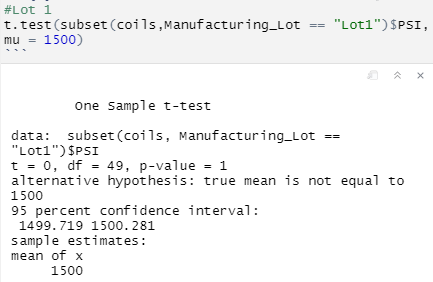 #Lot 1
t.test(subset(coils,Manufacturing_Lot == "Lot1")$PSI,
mu = 1500)
```
One Sample t-test
data:  subset(coils, Manufacturing_Lot ==
"Lot1")$PSI
t = 0, df = 49, p-value = 1
alternative hypothesis: true mean is not equal to
1500
95 percent confidence interval:
 1499.719 1500.281
sample estimates:
mean of x
1500